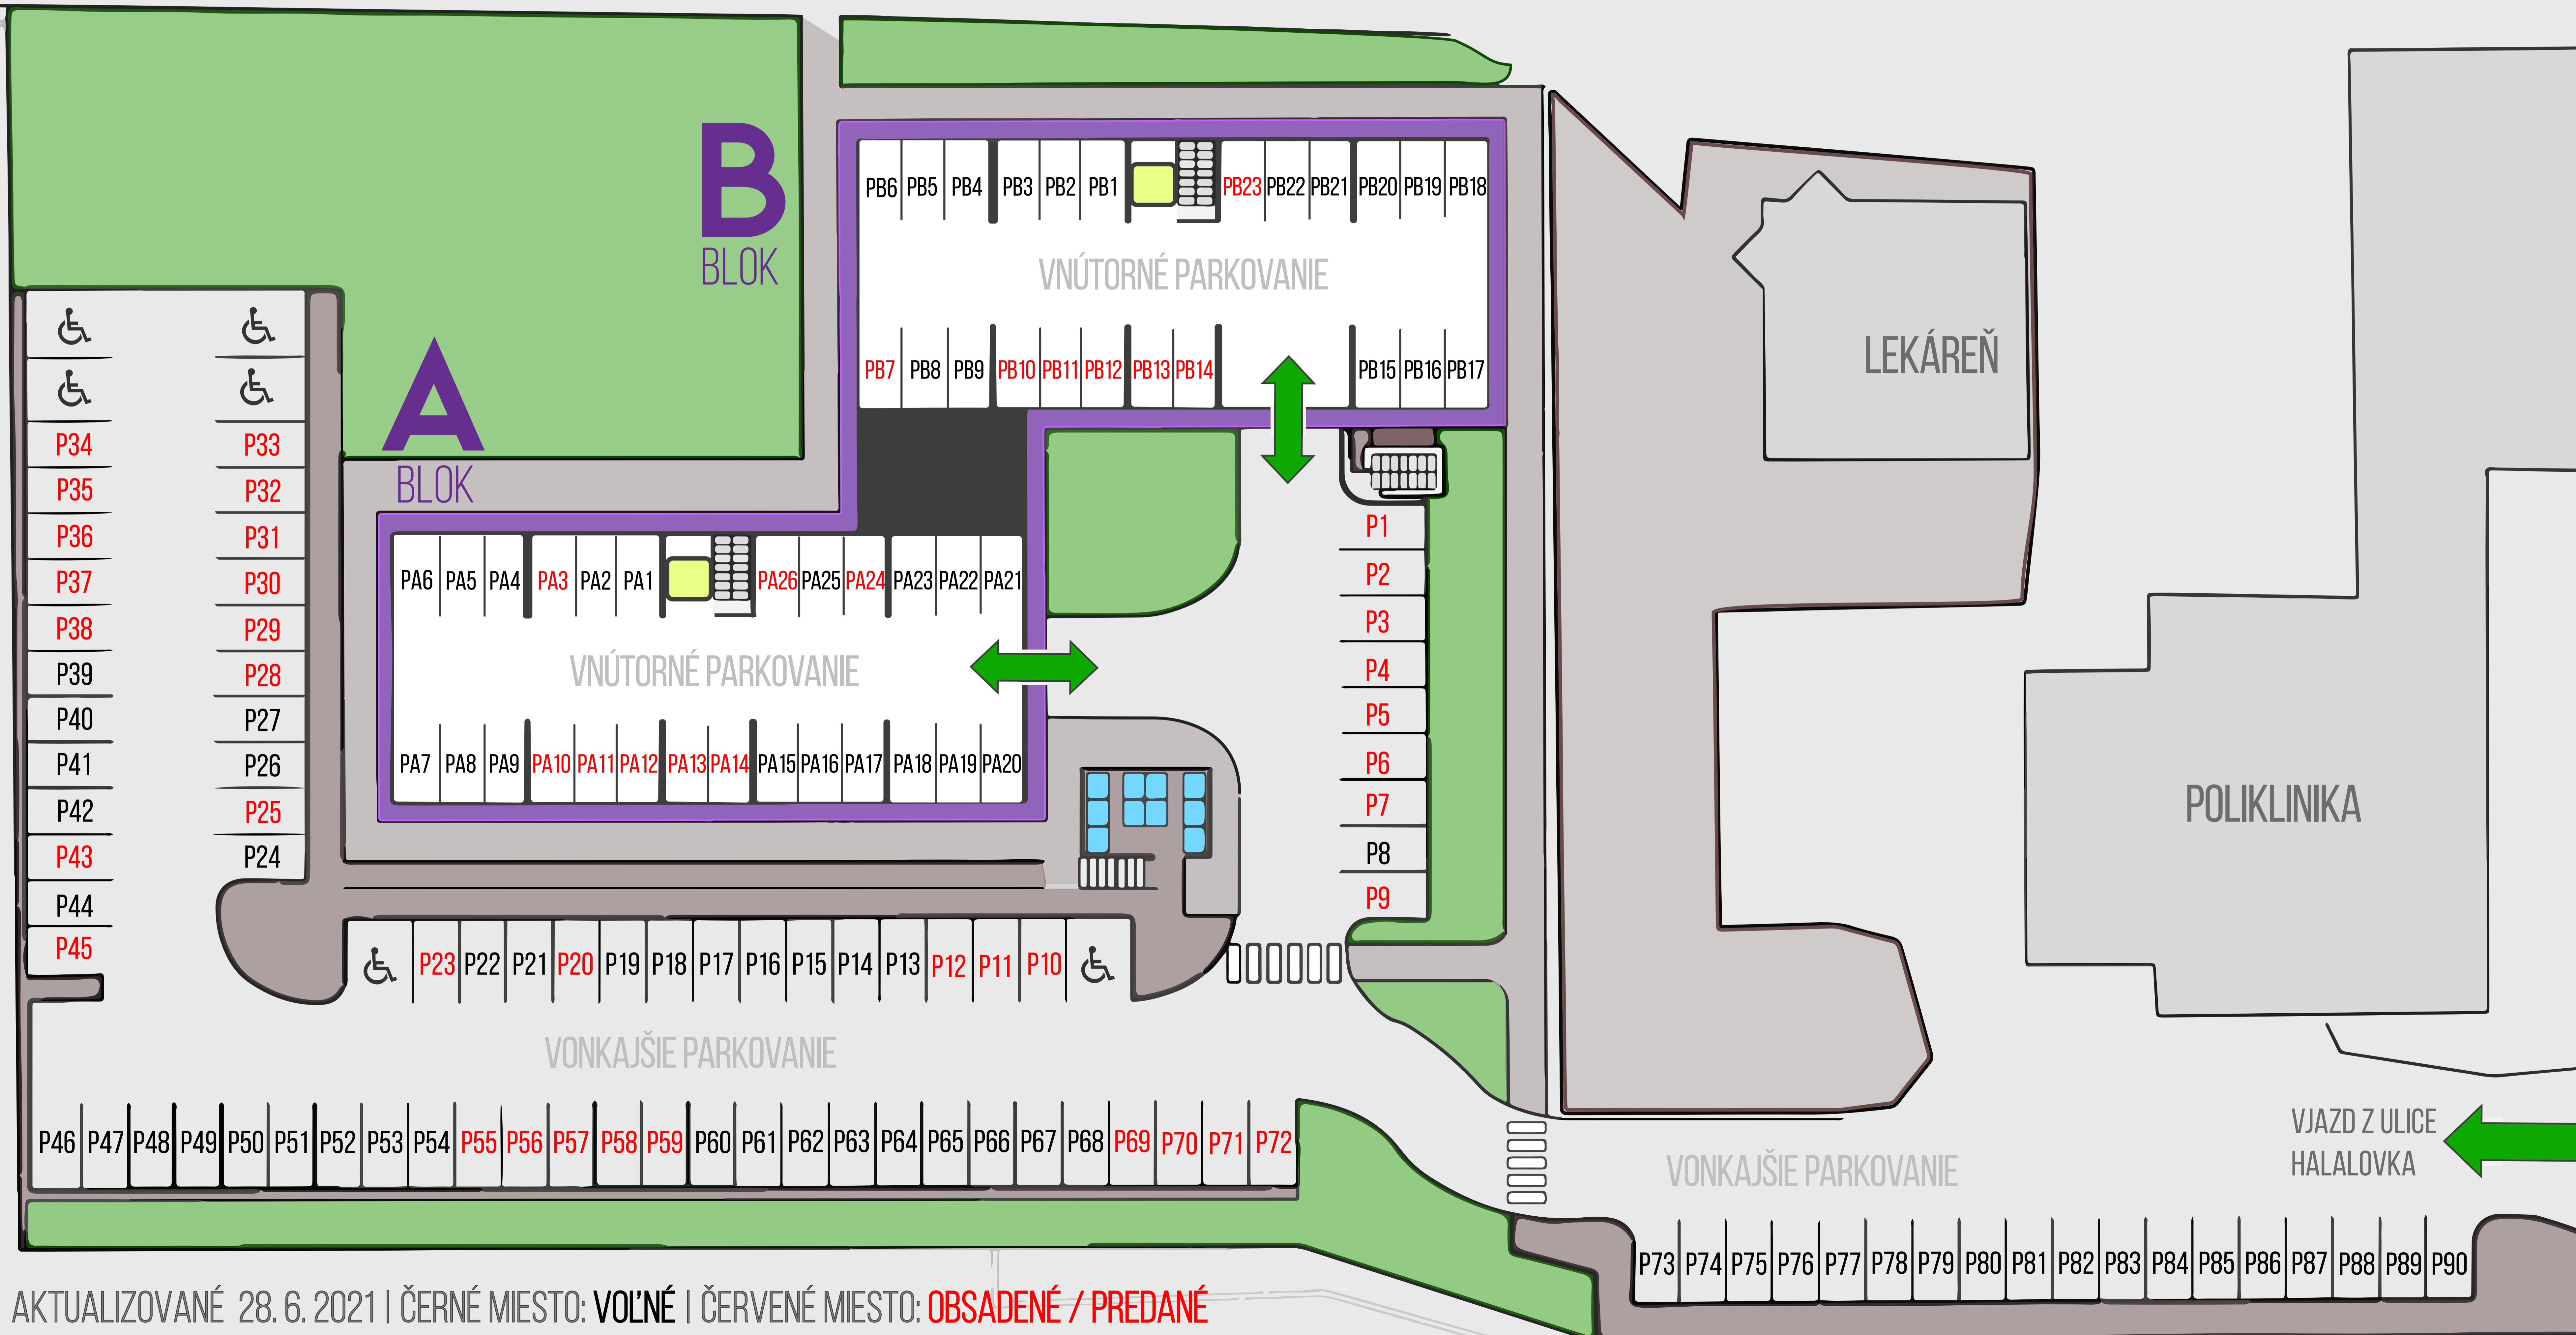 B
BLOK
PB6 PB5 PB4 PB3 PB2 PB1 PB23 PB22 PB21 PB20 PB19 PB18
VNÚTORNÉ PARKOVANIE
PB7 PB8 PB9 PB10 PB11 PB12 PB13 PB14 PB15 PB16 PB17
LEKÁREŇ
A
BLOK
P34 P33
P35 P32
P36 P31
P37 P30
P38 P29
P39 P28
P40 P27
P41 P26
P42 P25
P43 P24
P44
P45
PA6 PA5 PA4 PA3 PA2 PA1 PA26 PA25 PA24 PA23 PA22 PA21
VNÚTORNÉ PARKOVANIE
PA7 PA8 PA9 PA10 PA11 PA12 PA13 PA14 PA15 PA16 PA17 PA18 PA19 PA20
P1
P2
P3
P4
P5
P6
P7
P8
P9
POLIKLINIKA
P23 P22 P21 P20 P19 P18 P17 P16 P15 P14 P13 P12 P11 P10
VONKAJŠIE PARKOVANIE
P46 P47 P48 P49 P50 P51 P52 P53 P54 P55 P56 P57 P58 P59 P60 P61 P62 P63 P64 P65 P66 P67 P68 P69 P70 P71 P72
VONKAJŠIE PARKOVANIE
VJAZD Z ULICE
HALALOVKA
P73 P74 P75 P76 P77 P78 P79 P80 P81 P82 P83 P84 P85 P86 P87 P88 P89 P90
AKTUALIZOVANÉ 28. 6. 2021 | ČERNÉ MIESTO: VOĽNÉ | ČERVENÉ MIESTO: OBSADENÉ / PREDANÉ